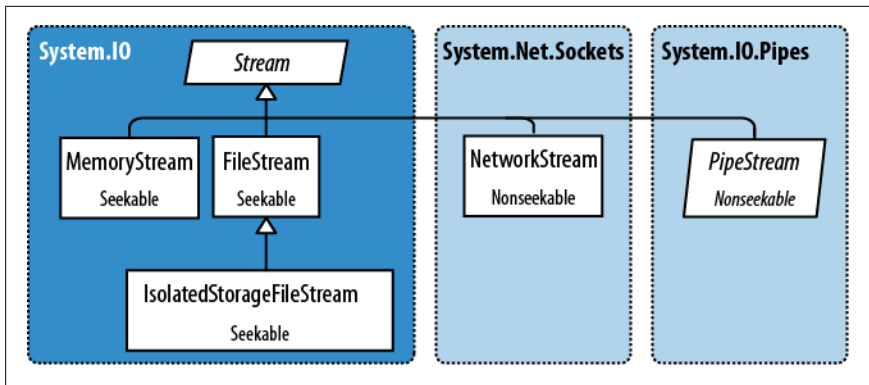 System.IO
Stream
MemoryStream
Seekable
FileStream
Seekable
IsolatedStorageFileStream
Seekable
System.Net.Sockets
NetworkStream
Nonseekable
System.IO.Pipes
PipeStream
Nonseekable